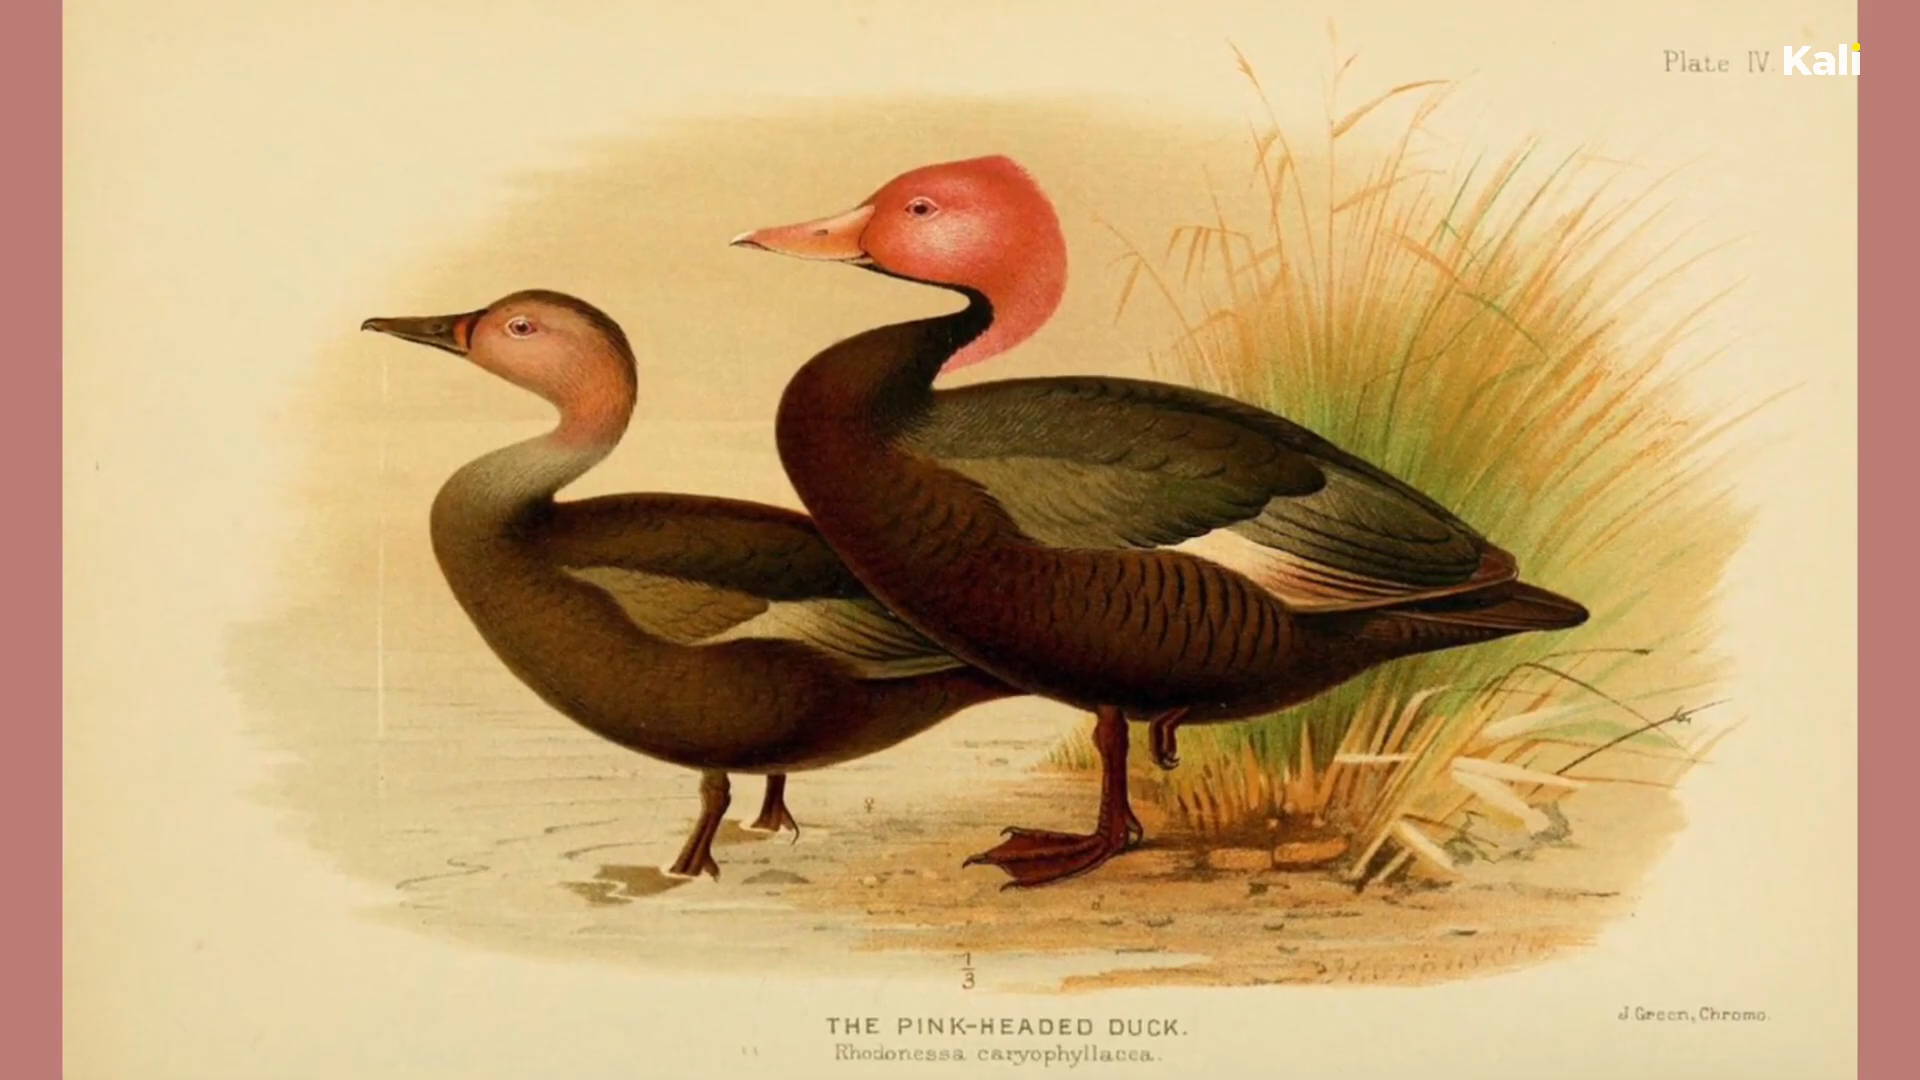 Plate IV.
Kali
♀
♂
1
3
THE PINK-HEADED DUCK.
Rhodonessa caryophyllacea.
J. Green, Chromo.